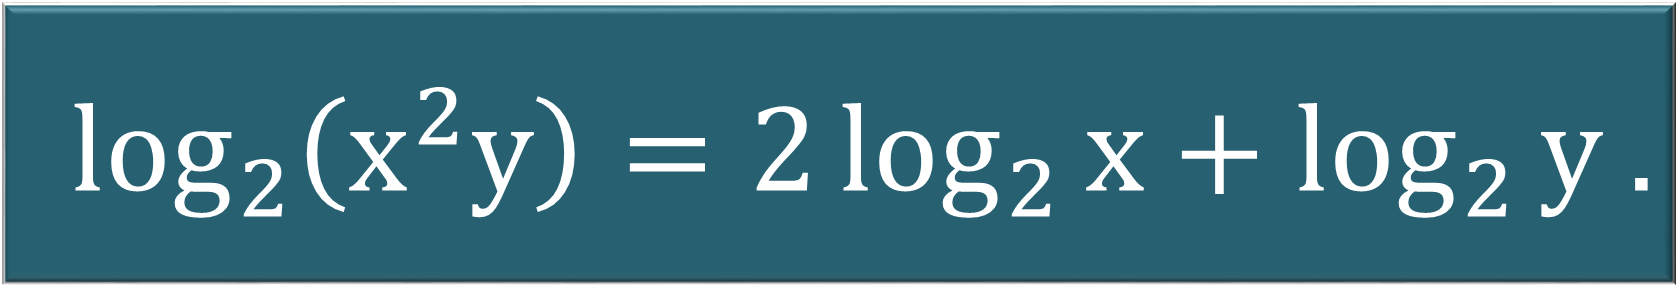 log₂(x²y) = 2 log₂ x + log₂ y .